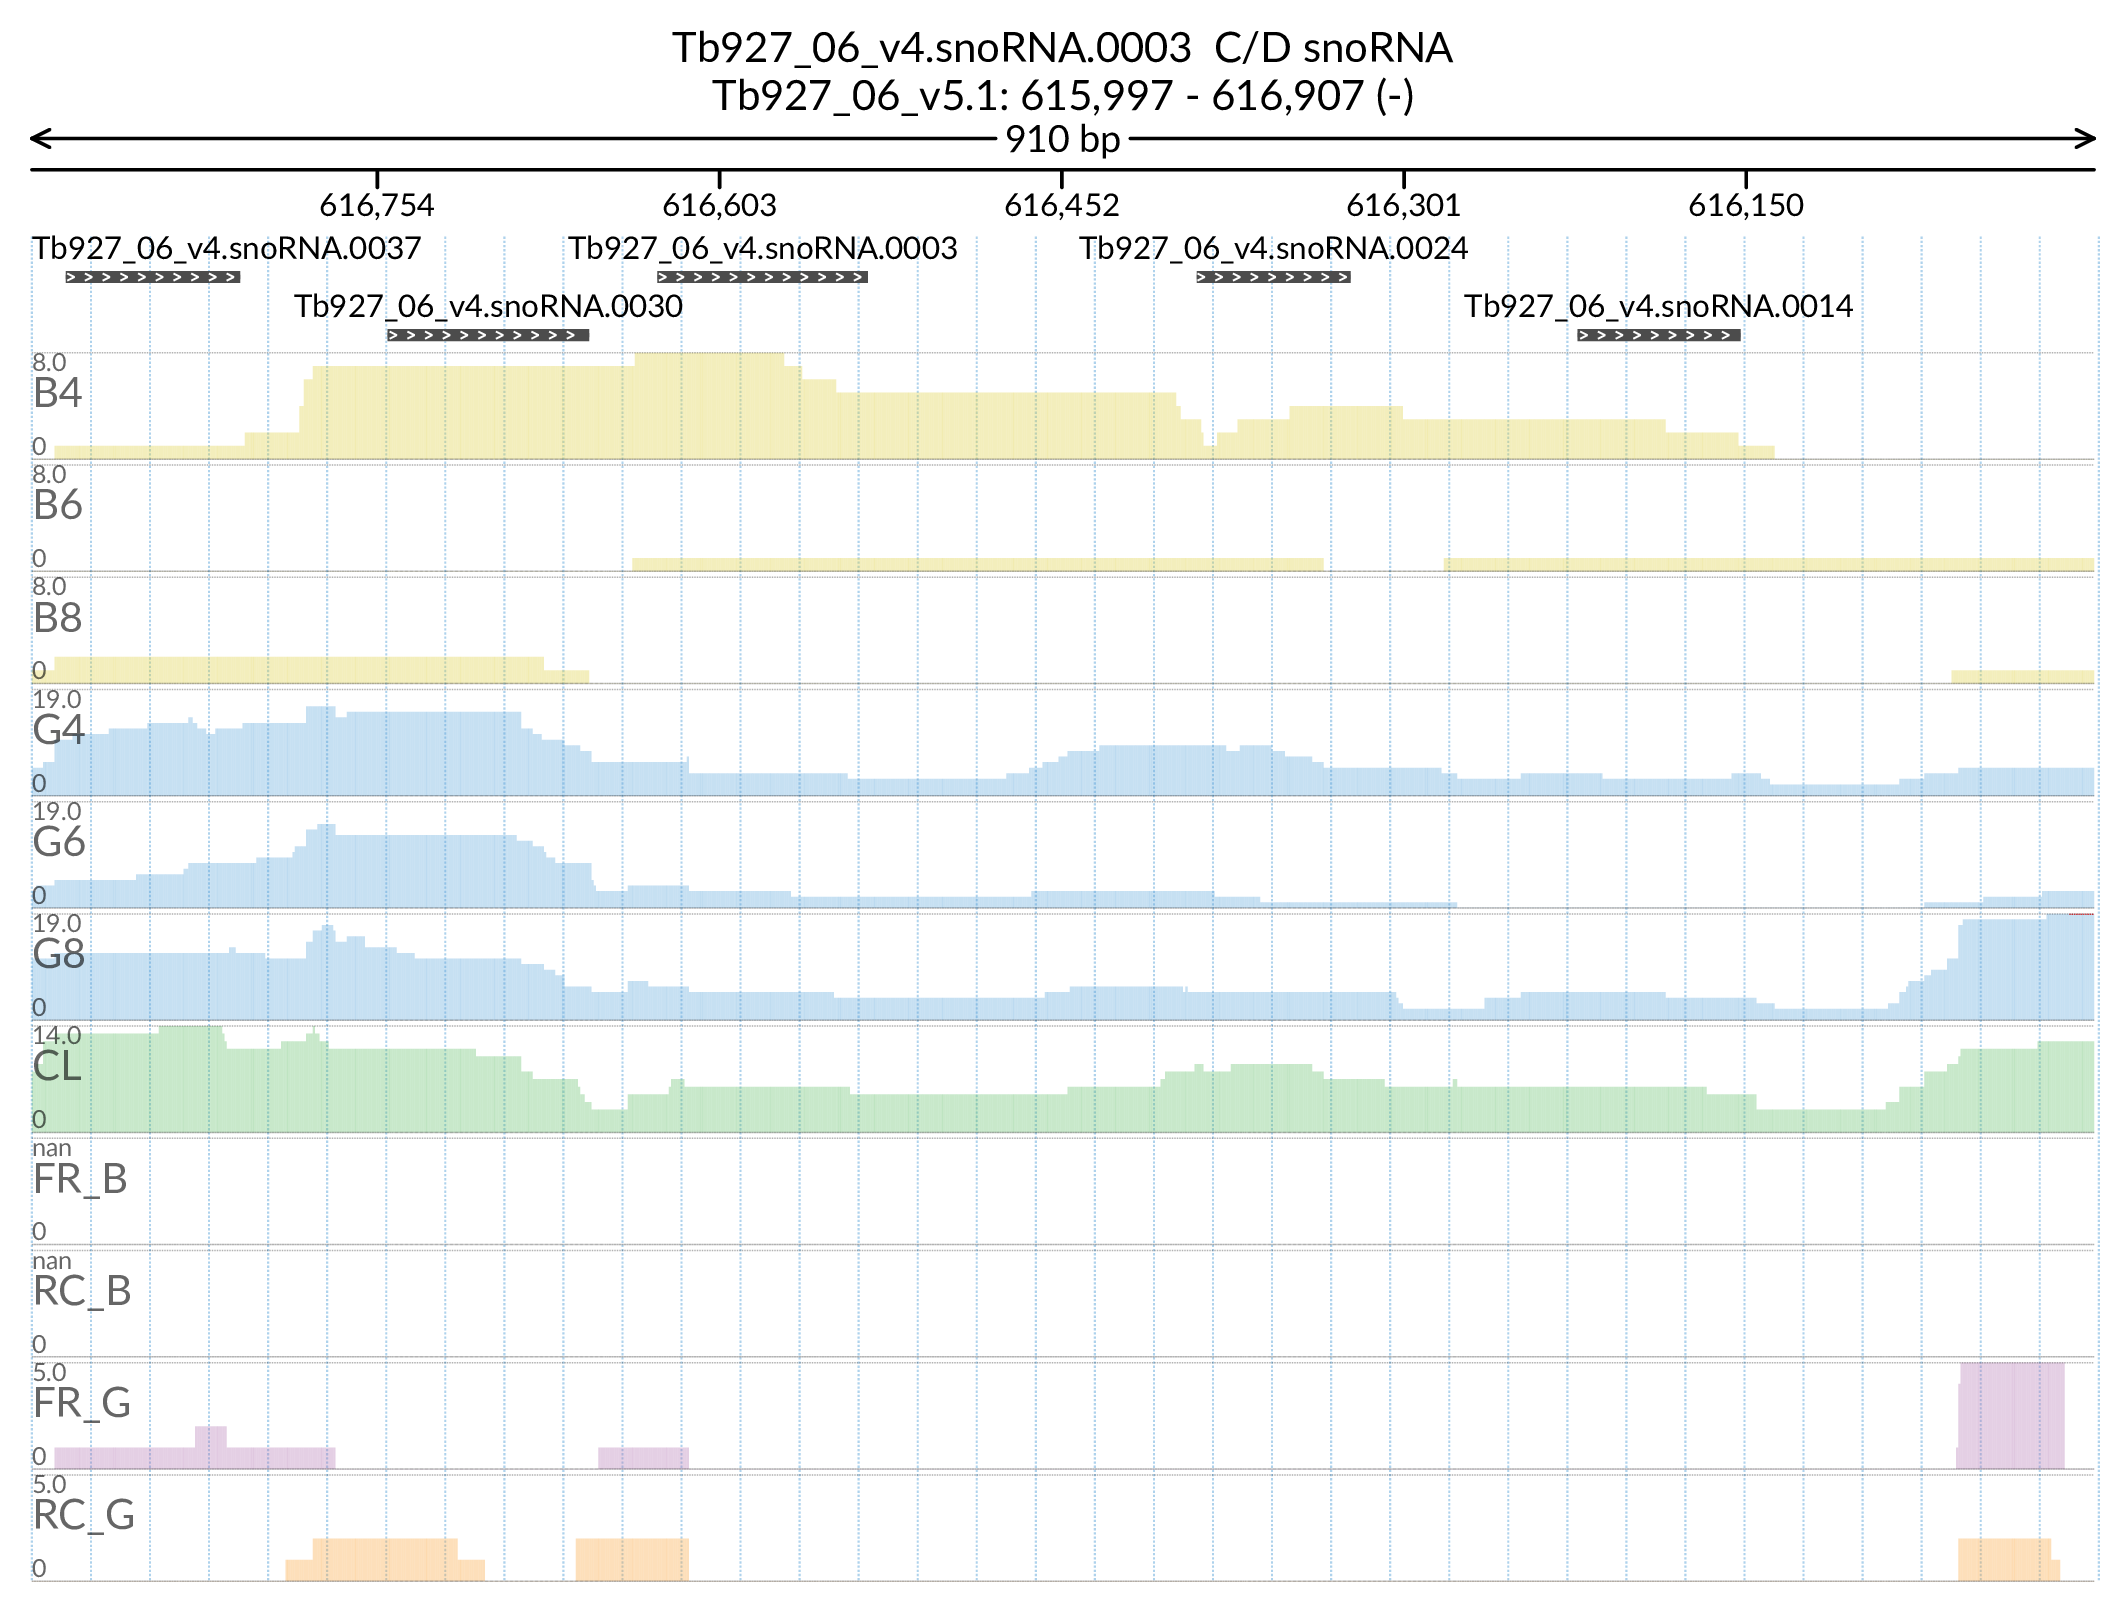 Tb927_06_v4.snoRNA.0003  C/D snoRNA
Tb927_06_v5.1: 615,997 - 616,907 (-)
910 bp
616,754 616,603 616,452 616,301 616,150
Tb927_06_v4.snoRNA.0037 Tb927_06_v4.snoRNA.0003 Tb927_06_v4.snoRNA.0024
Tb927_06_v4.snoRNA.0030 Tb927_06_v4.snoRNA.0014
8.0
B4
0
8.0
B6
0
8.0
B8
0
19.0
G4
0
19.0
G6
0
19.0
G8
0
14.0
CL
0
nan
FR_B
0
nan
RC_B
0
5.0
FR_G
0
5.0
RC_G
0